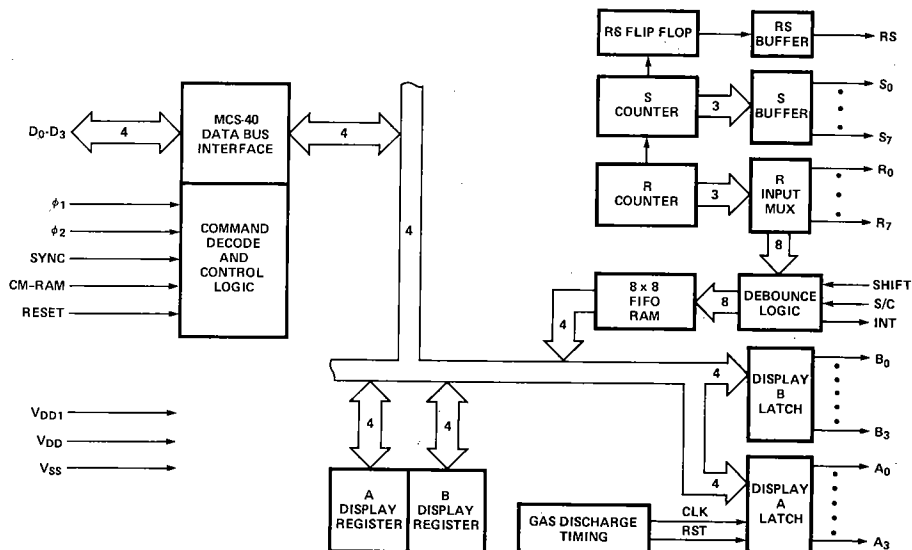 RS FLIP FLOP
RS
BUFFER
RS
MCS-40
DATA BUS
INTERFACE
D0-D3
4
4
S
COUNTER
3
S
BUFFER
S0
S7
R
COUNTER
3
R
INPUT
MUX
R0
R7
ϕ1
ϕ2
SYNC
CM-RAM
RESET
COMMAND
DECODE
AND
CONTROL
LOGIC
4
8
8 x 8
FIFO
RAM
8
DEBOUNCE
LOGIC
SHIFT
S/C
INT
4
4
DISPLAY
B
LATCH
B0
B3
VDD1
VDD
VSS
4
4
A
DISPLAY
REGISTER
B
DISPLAY
REGISTER
4
DISPLAY
A
LATCH
A0
A3
GAS DISCHARGE
TIMING
CLK
RST